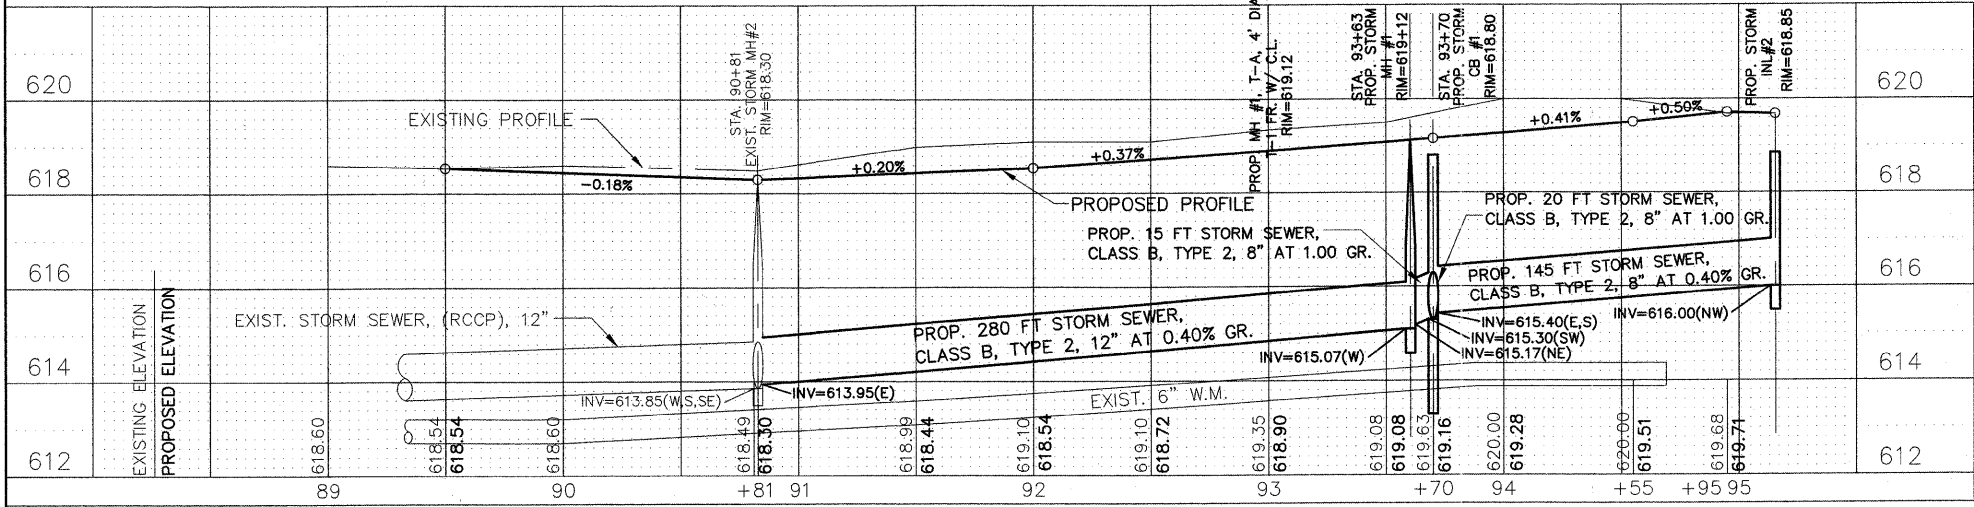 620
618
616
614
612
EXISTING ELEVATION
PROPOSED ELEVATION
EXISTING PROFILE
-0.18%
STA. 90+81
EXIST. STORM MH#2
RIM=618.30
+0.20%
+0.37%
PROPOSED PROFILE
PROP. MH #1, T-A, 4' DIA
T-1 FR. W/ C.L.
RIM=619.12
STA. 93+63
PROP. STORM
MH #1
RIM=619+12
STA. 93+70
PROP. STORM
CB #1
RIM=618.80
+0.41%
+0.50%
PROP. STORM
INL#2
RIM=618.85
PROP. 15 FT STORM SEWER,
CLASS B, TYPE 2, 8" AT 1.00 GR.
PROP. 20 FT STORM SEWER,
CLASS B, TYPE 2, 8" AT 1.00 GR.
PROP. 145 FT STORM SEWER,
CLASS B, TYPE 2, 8" AT 0.40% GR.
EXIST. STORM SEWER, (RCCP), 12"
PROP. 280 FT STORM SEWER,
CLASS B, TYPE 2, 12" AT 0.40% GR.
INV=613.85(W,S,SE)
INV=613.95(E)
INV=615.07(W)
INV=615.40(E,S)
INV=615.30(SW)
INV=615.17(NE)
INV=616.00(NW)
EXIST. 6" W.M.
618.60
618.54
618.54
618.60
618.49
618.30
618.99
618.44
619.10
618.54
619.10
618.72
619.35
618.90
619.08
619.08
619.63
619.16
620.00
619.28
620.00
619.51
619.68
619.71
89
90
+81
91
92
93
+70
94
+55
+95
95
620
618
616
614
612